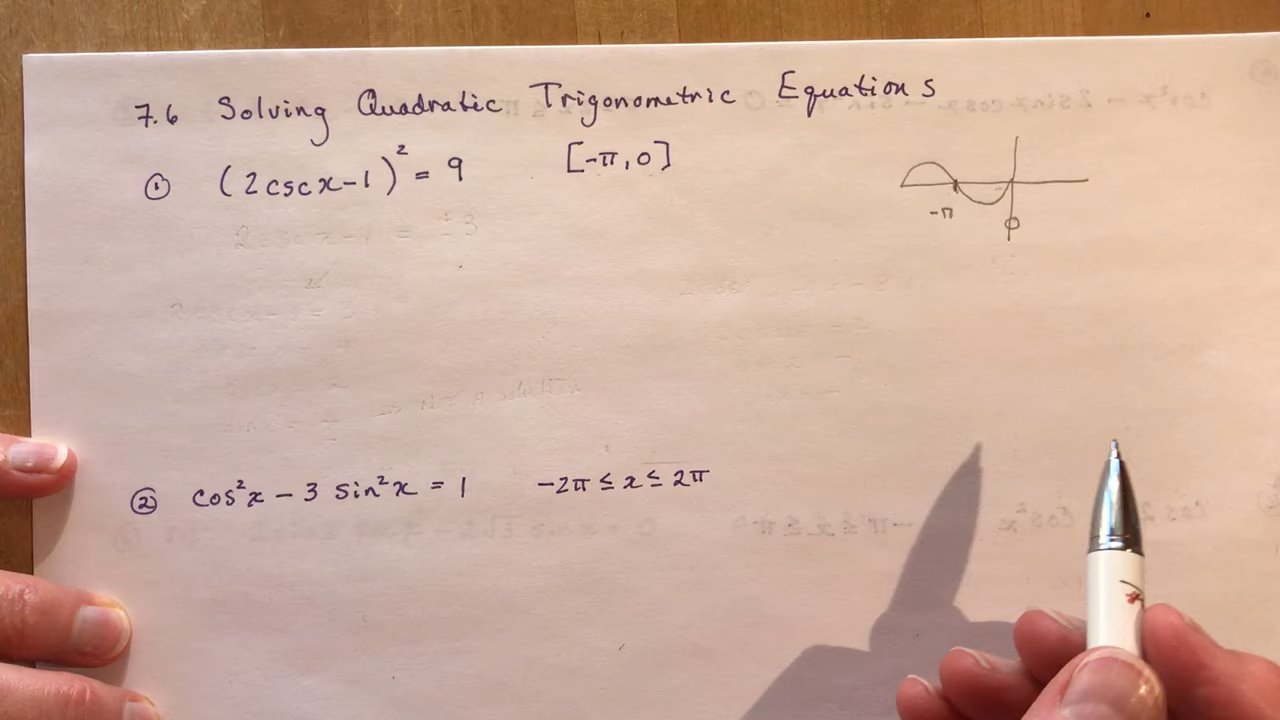 7.6 Solving Quadratic Trigonometric Equations
① (2cscx-1)² = 9 [-π,0]
-π 0
② cos²x - 3 sin²x = 1 -2π ≤ x ≤ 2π